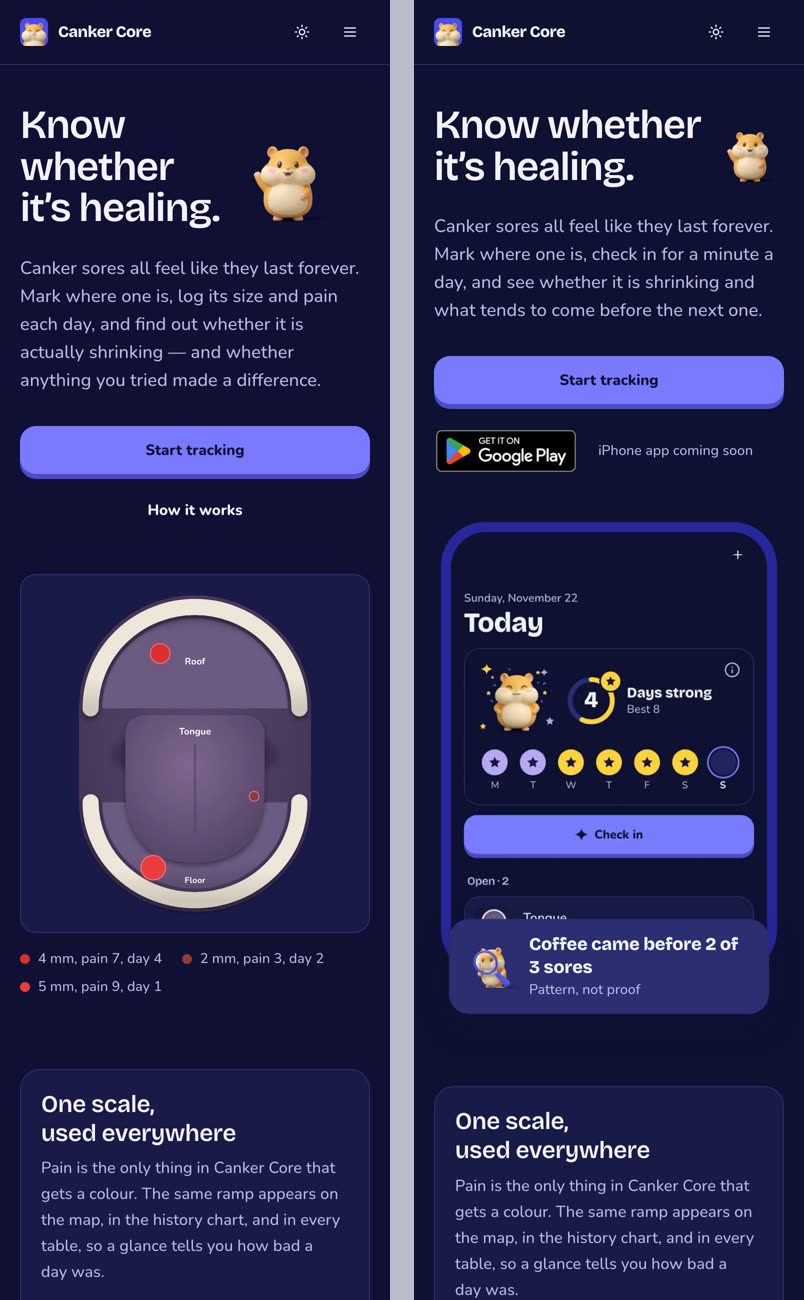 Canker Core
Know
whether
it's healing.
Canker sores all feel like they last forever.
Mark where one is, log its size and pain
each day, and find out whether it is
actually shrinking — and whether
anything you tried made a difference.
Start tracking
How it works
Roof
Tongue
Floor
4 mm, pain 7, day 4
2 mm, pain 3, day 2
5 mm, pain 9, day 1
One scale,
used everywhere
Pain is the only thing in Canker Core that
gets a colour. The same ramp appears on
the map, in the history chart, and in every
table, so a glance tells you how bad a
day was.
Canker Core
Know whether
it's healing.
Canker sores all feel like they last forever.
Mark where one is, check in for a minute a
day, and see whether it is shrinking and
what tends to come before the next one.
Start tracking
GET IT ON
Google Play
iPhone app coming soon
+
Sunday, November 22
Today
4
Days strong
Best 8
M T W T F S S
Check in
Open · 2
Tongue
Coffee came before 2 of
3 sores
Pattern, not proof
One scale,
used everywhere
Pain is the only thing in Canker Core that
gets a colour. The same ramp appears on
the map, in the history chart, and in every
table, so a glance tells you how bad a
day was.